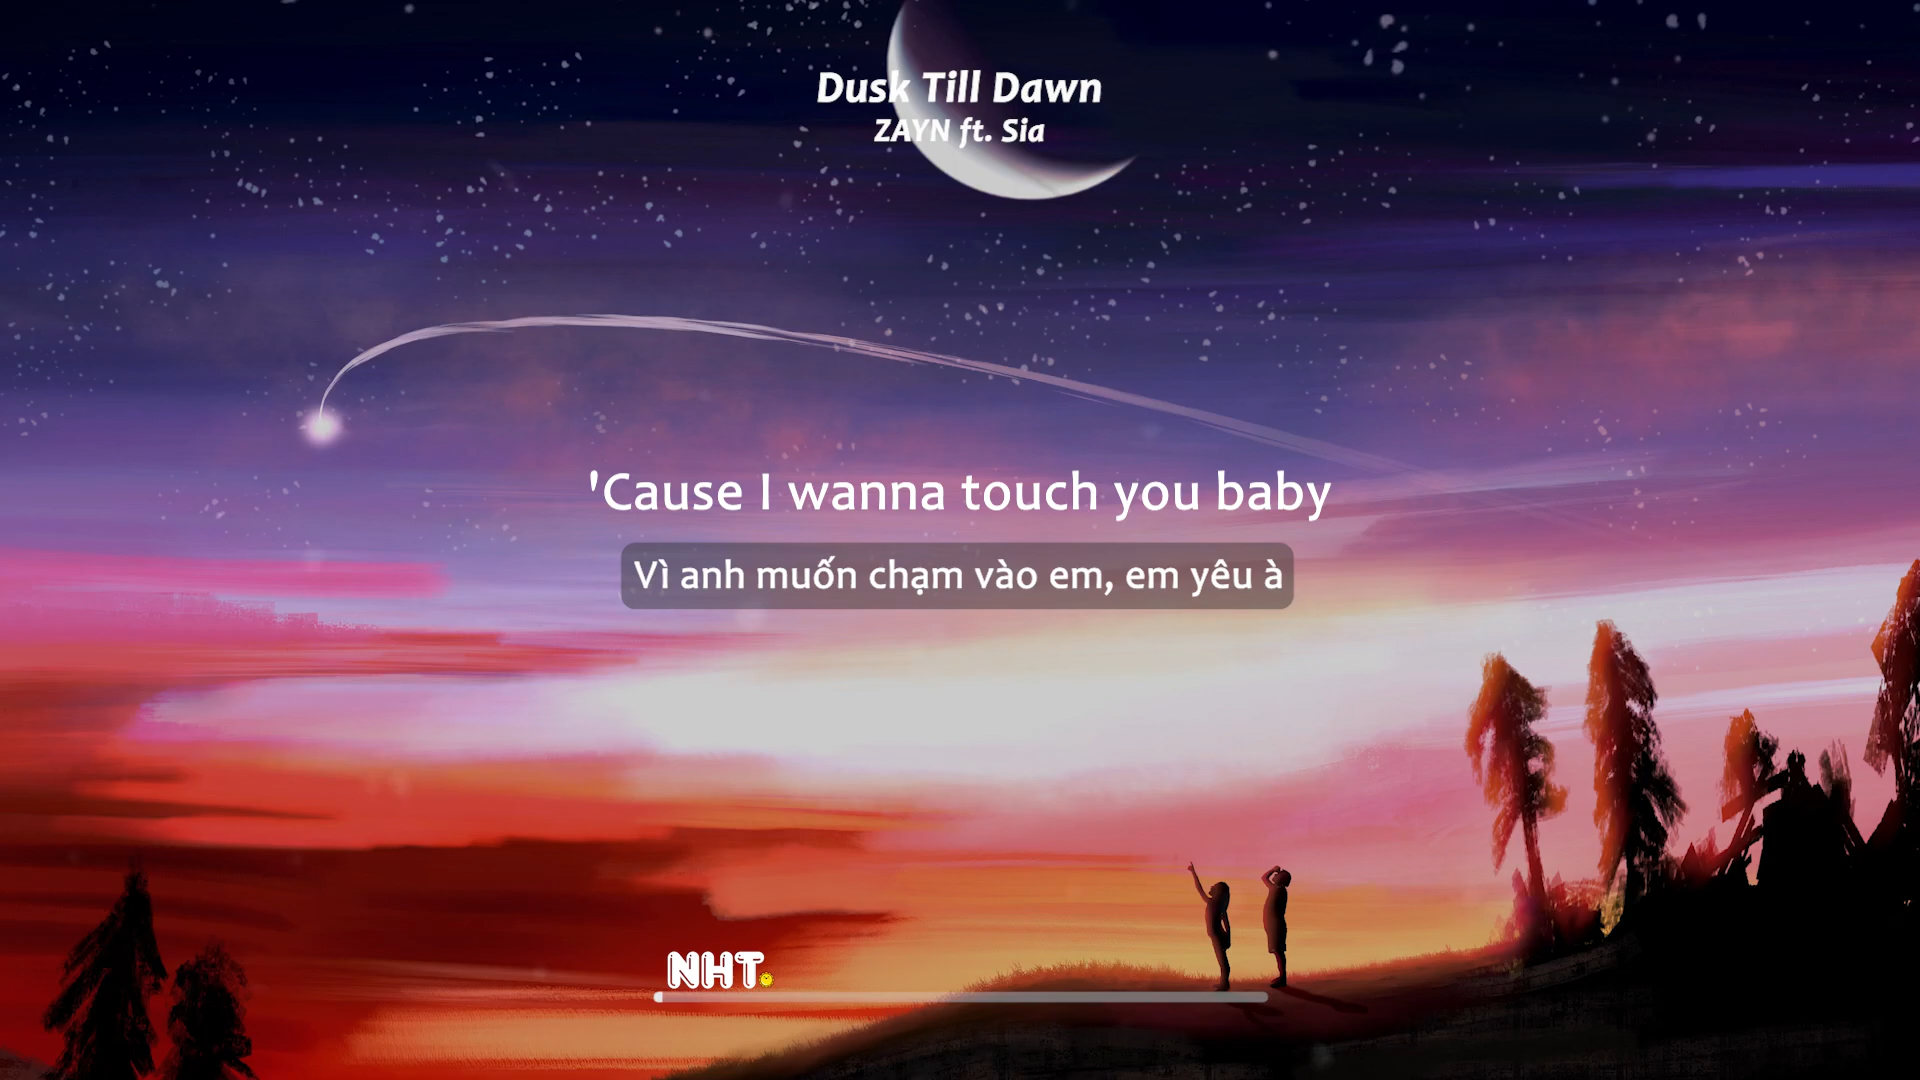 Dusk Till Dawn
ZAYN ft. Sia
'Cause I wanna touch you baby
Vì anh muốn chạm vào em, em yêu à
NHT